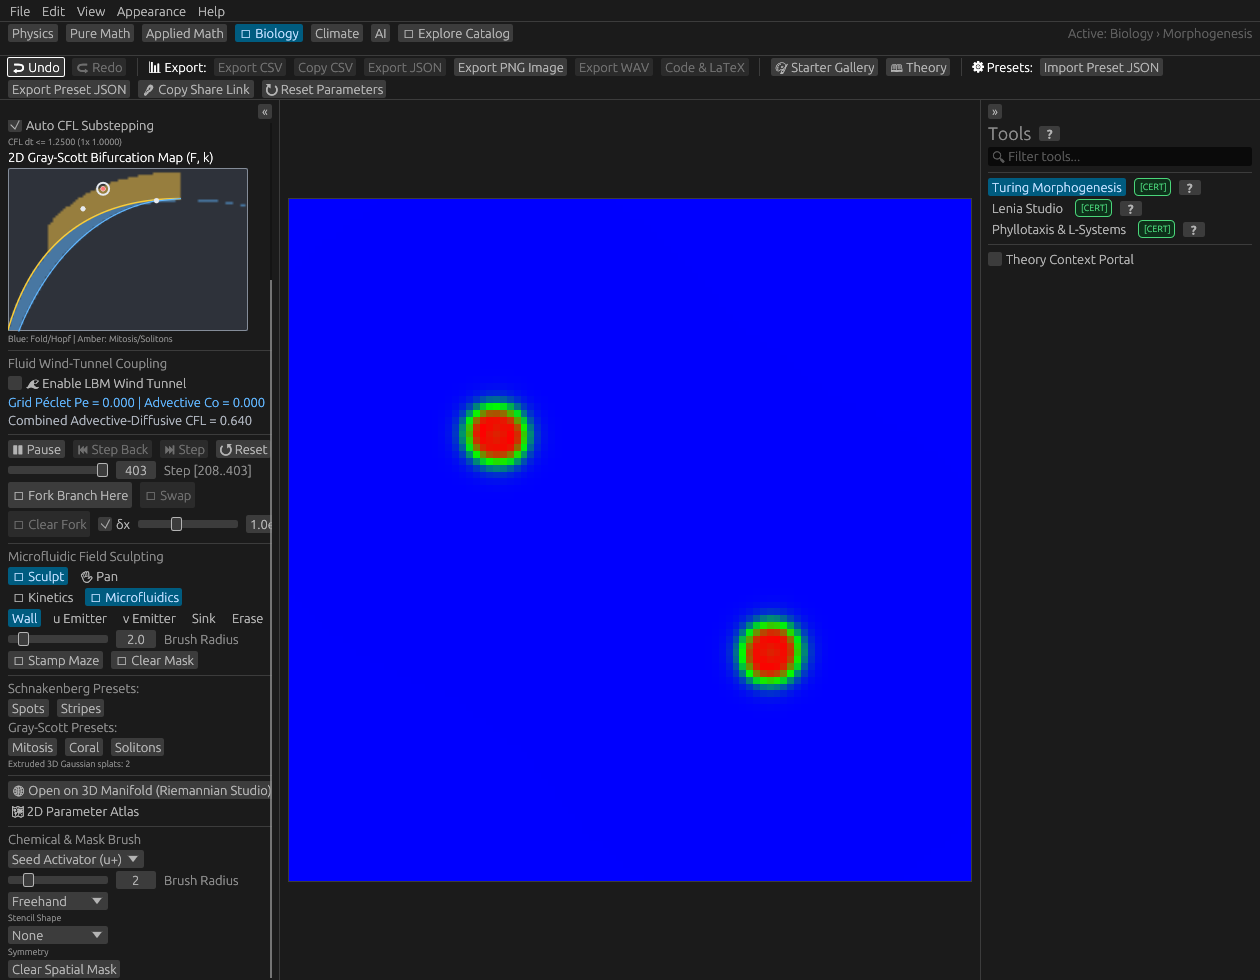 File Edit View Appearance Help
Physics Pure Math Applied Math Biology Climate AI Explore Catalog Active: Biology › Morphogenesis
Undo Redo Export: Export CSV Copy CSV Export JSON Export PNG Image Export WAV Code & LaTeX Starter Gallery Theory Presets: Import Preset JSON
Export Preset JSON Copy Share Link Reset Parameters
« »
Auto CFL Substepping
CFL dt <= 1.2500 (1x 1.0000)
2D Gray-Scott Bifurcation Map (F, k)
Blue: Fold/Hopf | Amber: Mitosis/Solitons
Fluid Wind-Tunnel Coupling
Enable LBM Wind Tunnel
Grid Péclet Pe = 0.000 | Advective Co = 0.000
Combined Advective-Diffusive CFL = 0.640
Pause Step Back Step Reset
403 Step [208..403]
Fork Branch Here Swap
Clear Fork δx 1.0e
Microfluidic Field Sculpting
Sculpt Pan
Kinetics Microfluidics
Wall u Emitter v Emitter Sink Erase
2.0 Brush Radius
Stamp Maze Clear Mask
Schnakenberg Presets:
Spots Stripes
Gray-Scott Presets:
Mitosis Coral Solitons
Extruded 3D Gaussian splats: 2
Open on 3D Manifold (Riemannian Studio)
2D Parameter Atlas
Chemical & Mask Brush
Seed Activator (u+)
2 Brush Radius
Freehand
Stencil Shape
None
Symmetry
Clear Spatial Mask
Tools ?
Filter tools...
Turing Morphogenesis [CERT] ?
Lenia Studio [CERT] ?
Phyllotaxis & L-Systems [CERT] ?
Theory Context Portal